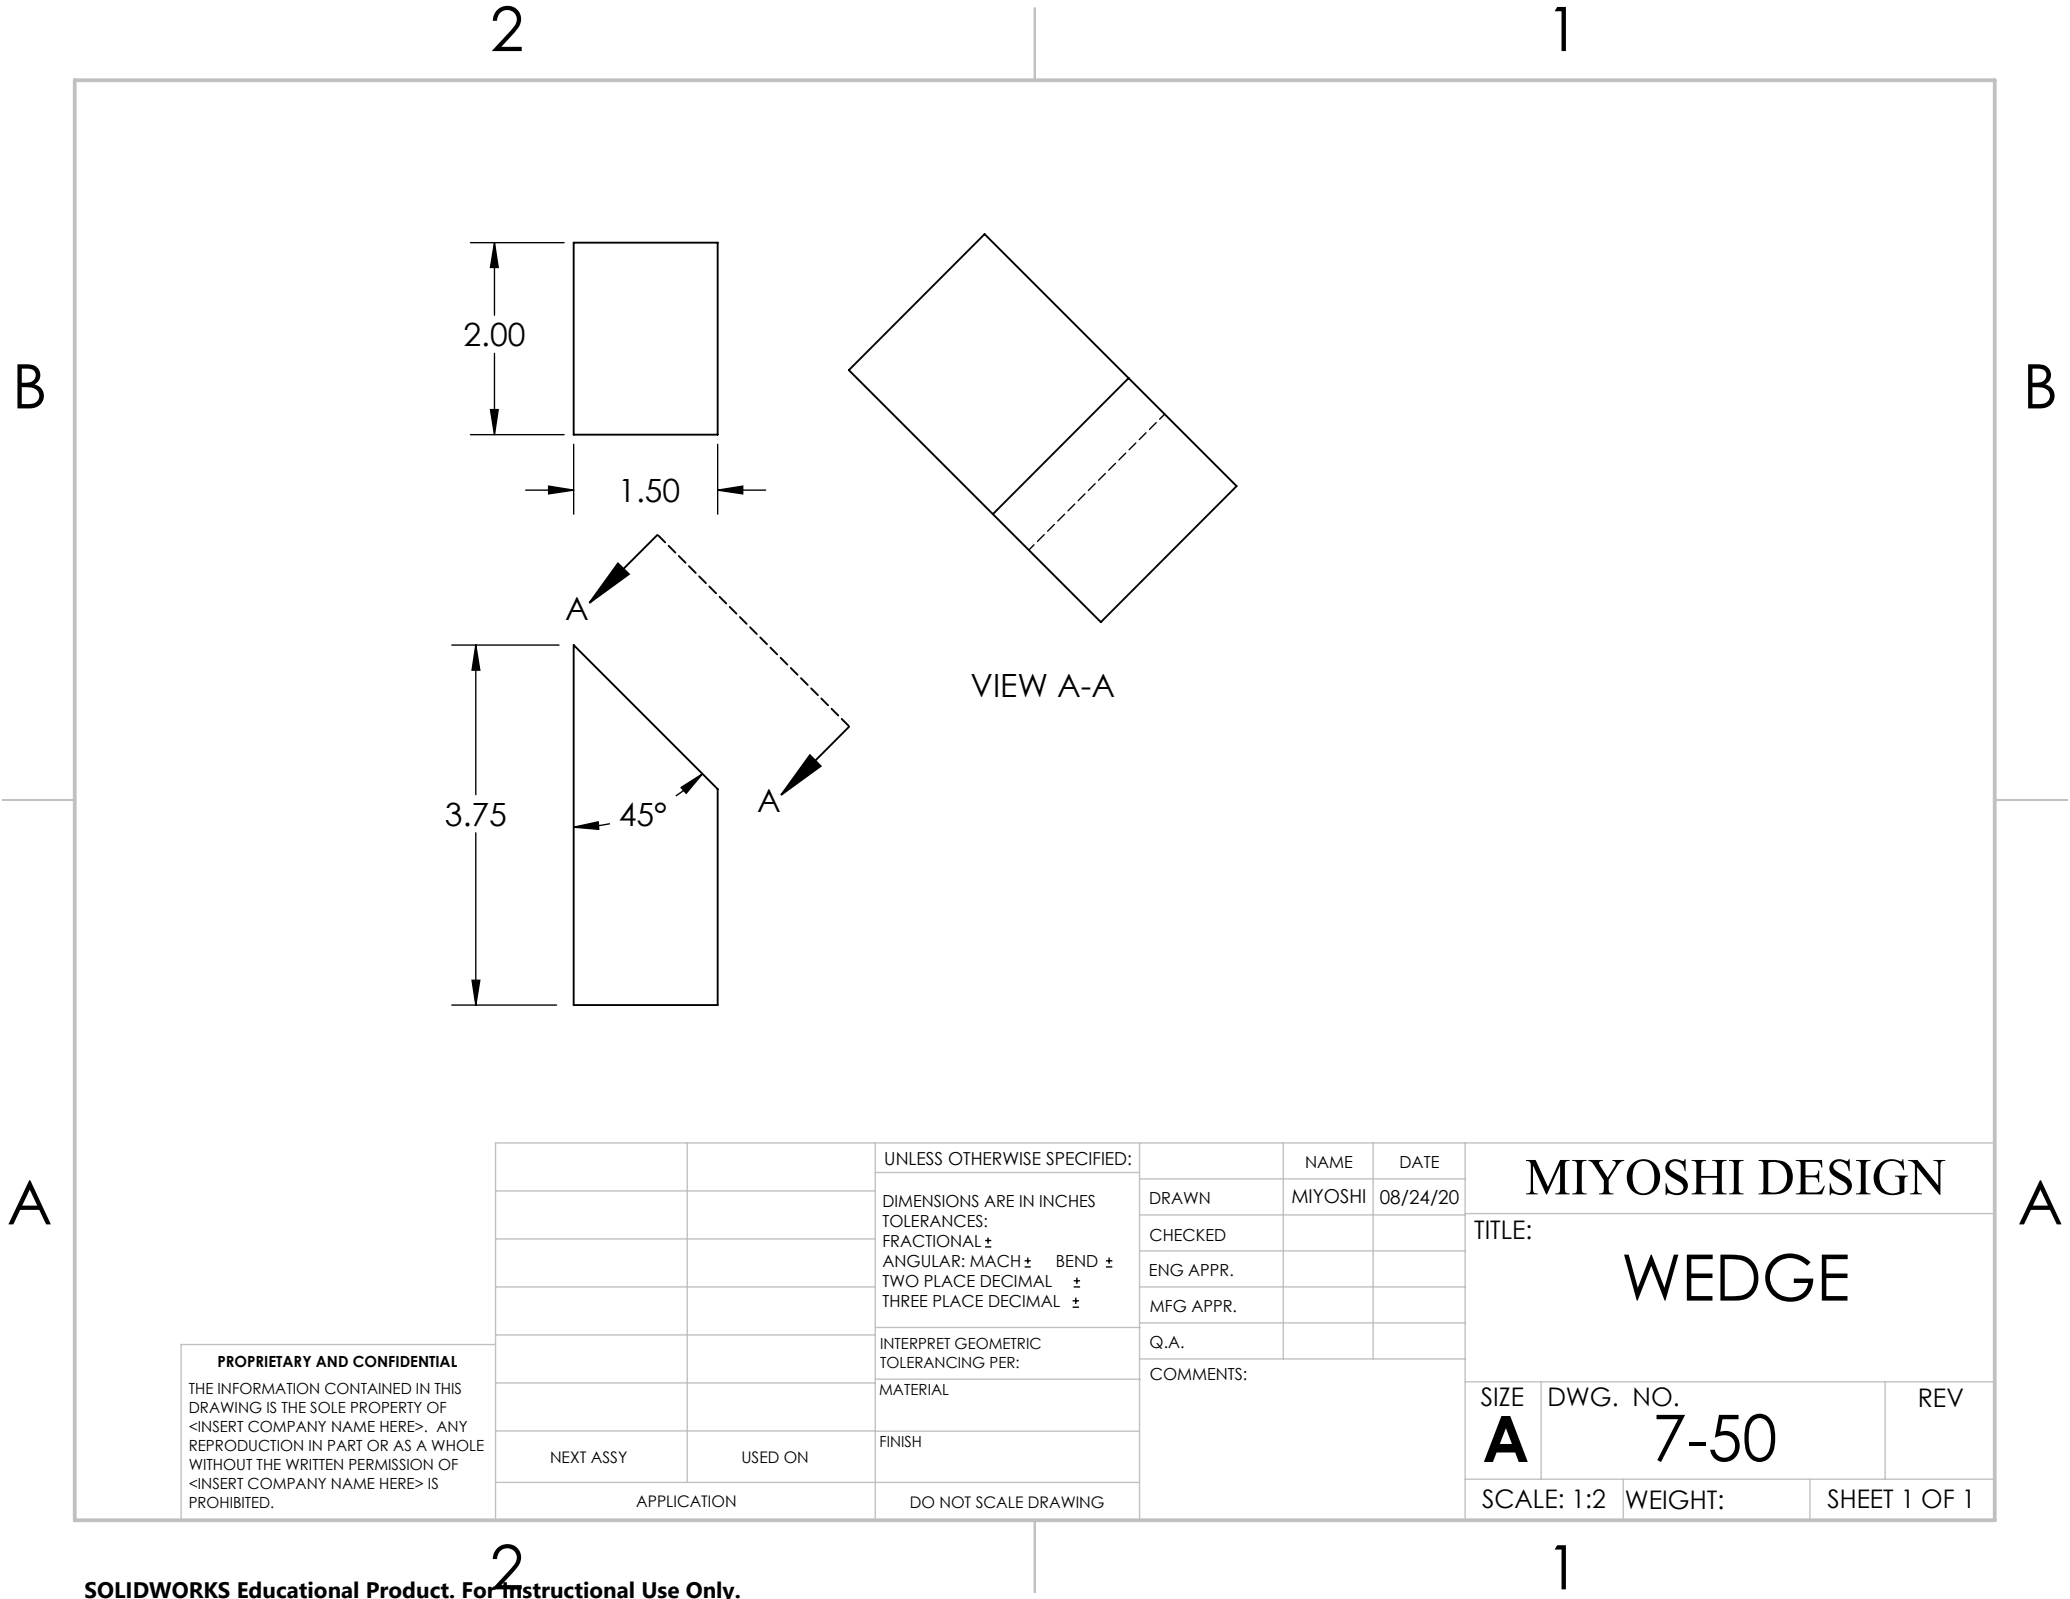 2 1
B B
2.00
1.50
A
VIEW A-A
A
3.75
45°
A A
UNLESS OTHERWISE SPECIFIED:
DIMENSIONS ARE IN INCHES
TOLERANCES:
FRACTIONAL ±
ANGULAR: MACH ± BEND ±
TWO PLACE DECIMAL ±
THREE PLACE DECIMAL ±
INTERPRET GEOMETRIC
TOLERANCING PER:
MATERIAL
FINISH
DO NOT SCALE DRAWING
NAME DATE
DRAWN MIYOSHI 08/24/20
CHECKED
ENG APPR.
MFG APPR.
Q.A.
COMMENTS:
MIYOSHI DESIGN
TITLE:
WEDGE
SIZE DWG. NO. REV
A 7-50
SCALE: 1:2 WEIGHT: SHEET 1 OF 1
PROPRIETARY AND CONFIDENTIAL
THE INFORMATION CONTAINED IN THIS
DRAWING IS THE SOLE PROPERTY OF
<INSERT COMPANY NAME HERE>. ANY
REPRODUCTION IN PART OR AS A WHOLE
WITHOUT THE WRITTEN PERMISSION OF
<INSERT COMPANY NAME HERE> IS
PROHIBITED.
NEXT ASSY USED ON
APPLICATION
2 1
SOLIDWORKS Educational Product. For Instructional Use Only.